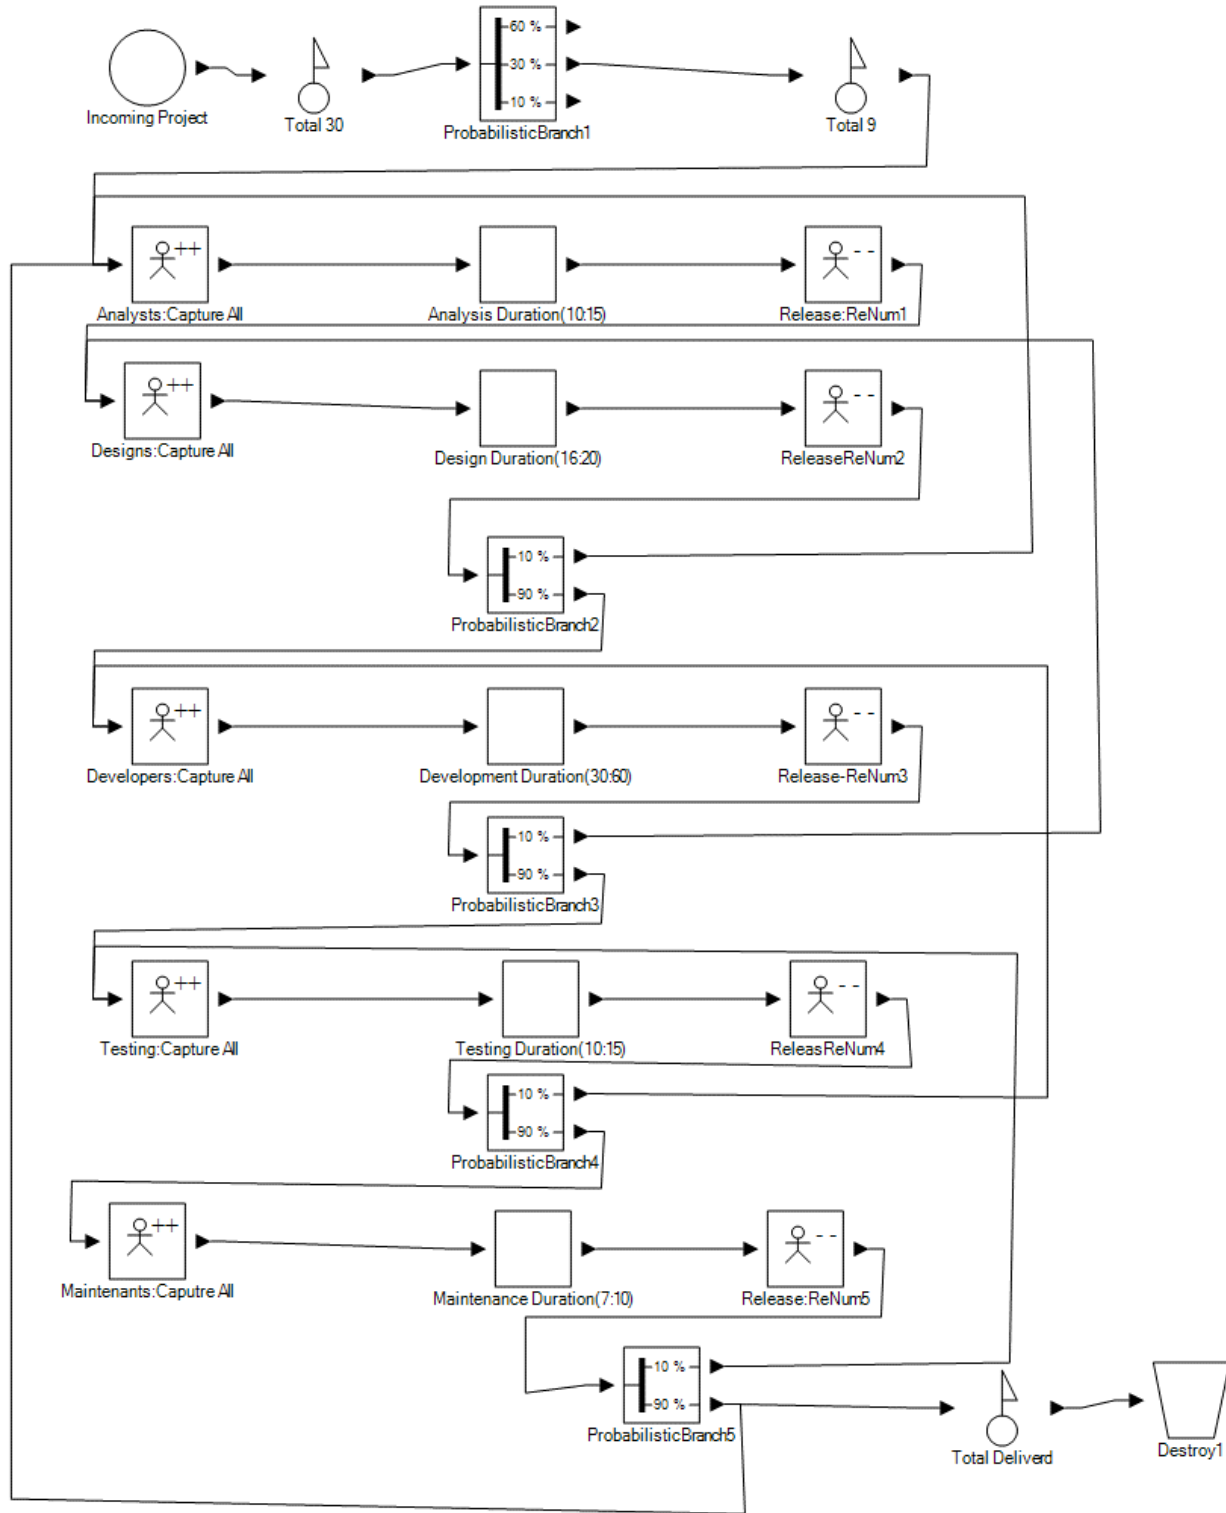 60 %
30 %
10 %
Incoming Project
Total 30
ProbabilisticBranch1
Total 9
++
- -
Analysts:Capture All
Analysis Duration(10:15)
Release:ReNum1
++
- -
Designs:Capture All
Design Duration(16:20)
ReleaseReNum2
10 %
90 %
ProbabilisticBranch2
++
- -
Developers:Capture All
Development Duration(30:60)
Release-ReNum3
10 %
90 %
ProbabilisticBranch3
++
- -
Testing:Capture All
Testing Duration(10:15)
ReleasReNum4
10 %
90 %
ProbabilisticBranch4
++
- -
Maintenants:Caputre All
Maintenance Duration(7:10)
Release:ReNum5
10 %
90 %
ProbabilisticBranch5
Total Deliverd
Destroy1